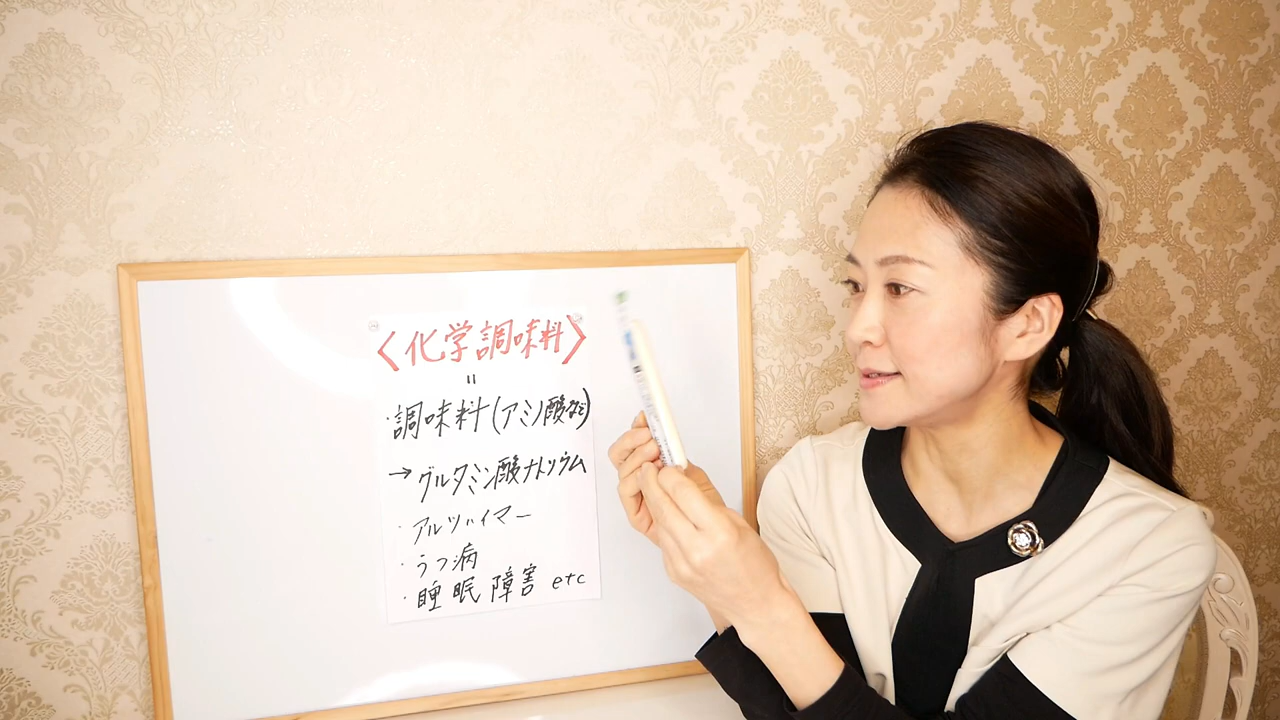 〈化学調味料〉
〃
・調味料(アミノ酸など)
→グルタミン酸ナトリウム
・アルツハイマー
・うつ病
・睡眠障害 etc